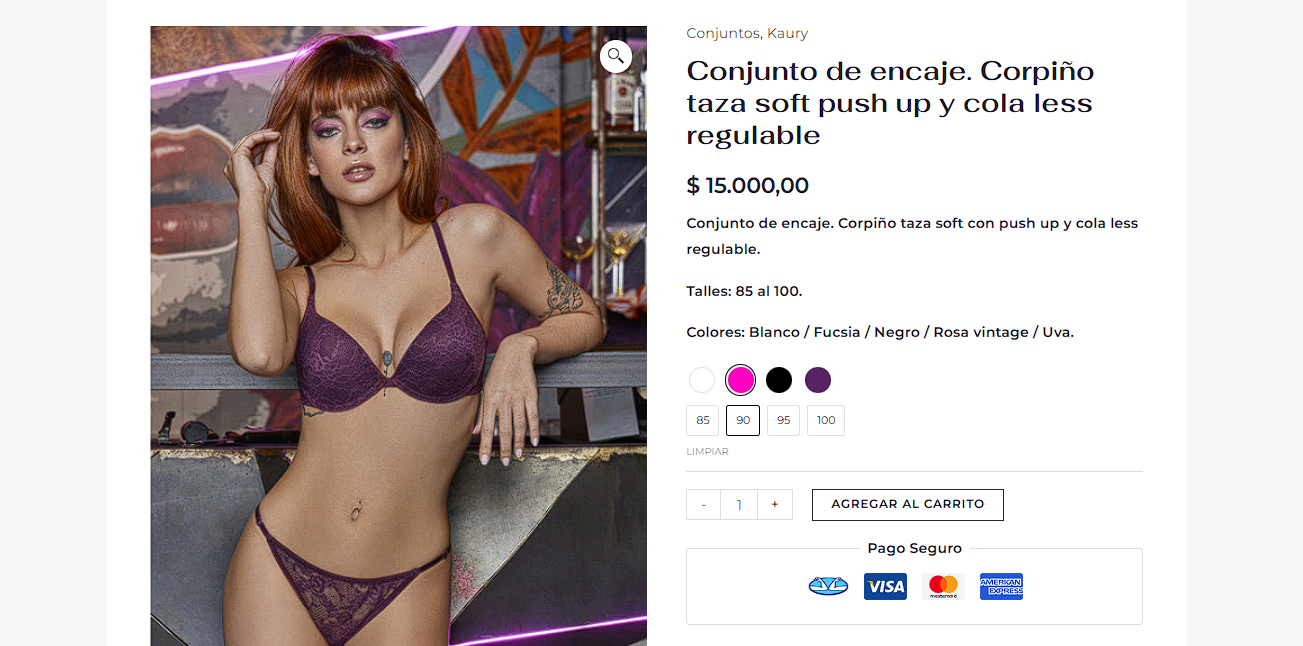 Conjuntos, Kaury
Conjunto de encaje. Corpiño
taza soft push up y cola less
regulable
$ 15.000,00
Conjunto de encaje. Corpiño taza soft con push up y cola less
regulable.
Talles: 85 al 100.
Colores: Blanco / Fucsia / Negro / Rosa vintage / Uva.
85 90 95 100
LIMPIAR
- 1 + AGREGAR AL CARRITO
Pago Seguro
VISA mastercard AMERICAN
EXPRESS